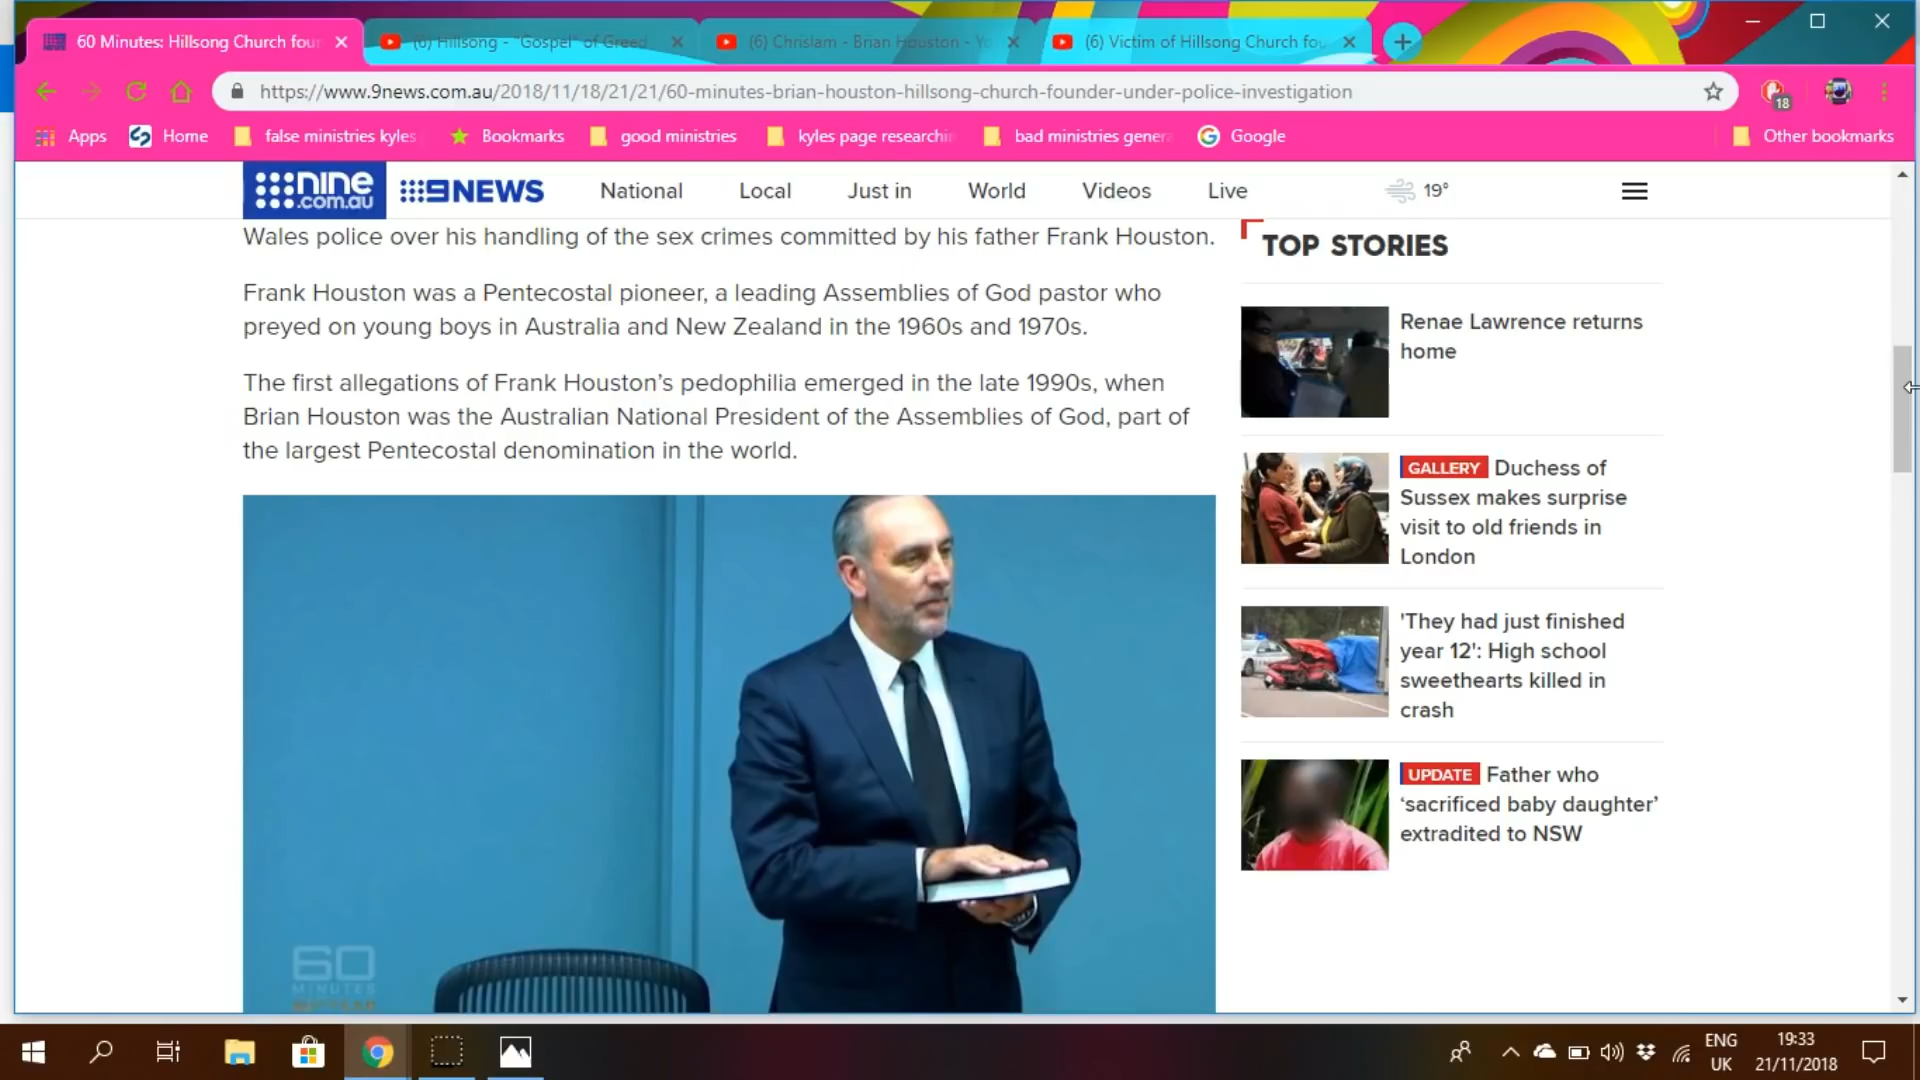 60 Minutes: Hillsong Church four
(6) Hillsong - "Gospel" of Greed
(6) Chrislam - Brian Houston - Yo
(6) Victim of Hillsong Church fou
https://www.9news.com.au/2018/11/18/21/21/60-minutes-brian-houston-hillsong-church-founder-under-police-investigation
18
Apps
Home
false ministries kyles
Bookmarks
good ministries
kyles page researchin
bad ministries genera
Google
Other bookmarks
nine
.com.au
9NEWS
National
Local
Just in
World
Videos
Live
19°
Wales police over his handling of the sex crimes committed by his father Frank Houston.
Frank Houston was a Pentecostal pioneer, a leading Assemblies of God pastor who
preyed on young boys in Australia and New Zealand in the 1960s and 1970s.
The first allegations of Frank Houston’s pedophilia emerged in the late 1990s, when
Brian Houston was the Australian National President of the Assemblies of God, part of
the largest Pentecostal denomination in the world.
60
MINUTES
TOP STORIES
Renae Lawrence returns
home
GALLERY Duchess of
Sussex makes surprise
visit to old friends in
London
'They had just finished
year 12': High school
sweethearts killed in
crash
UPDATE Father who
‘sacrificed baby daughter’
extradited to NSW
ENG
UK
19:33
21/11/2018